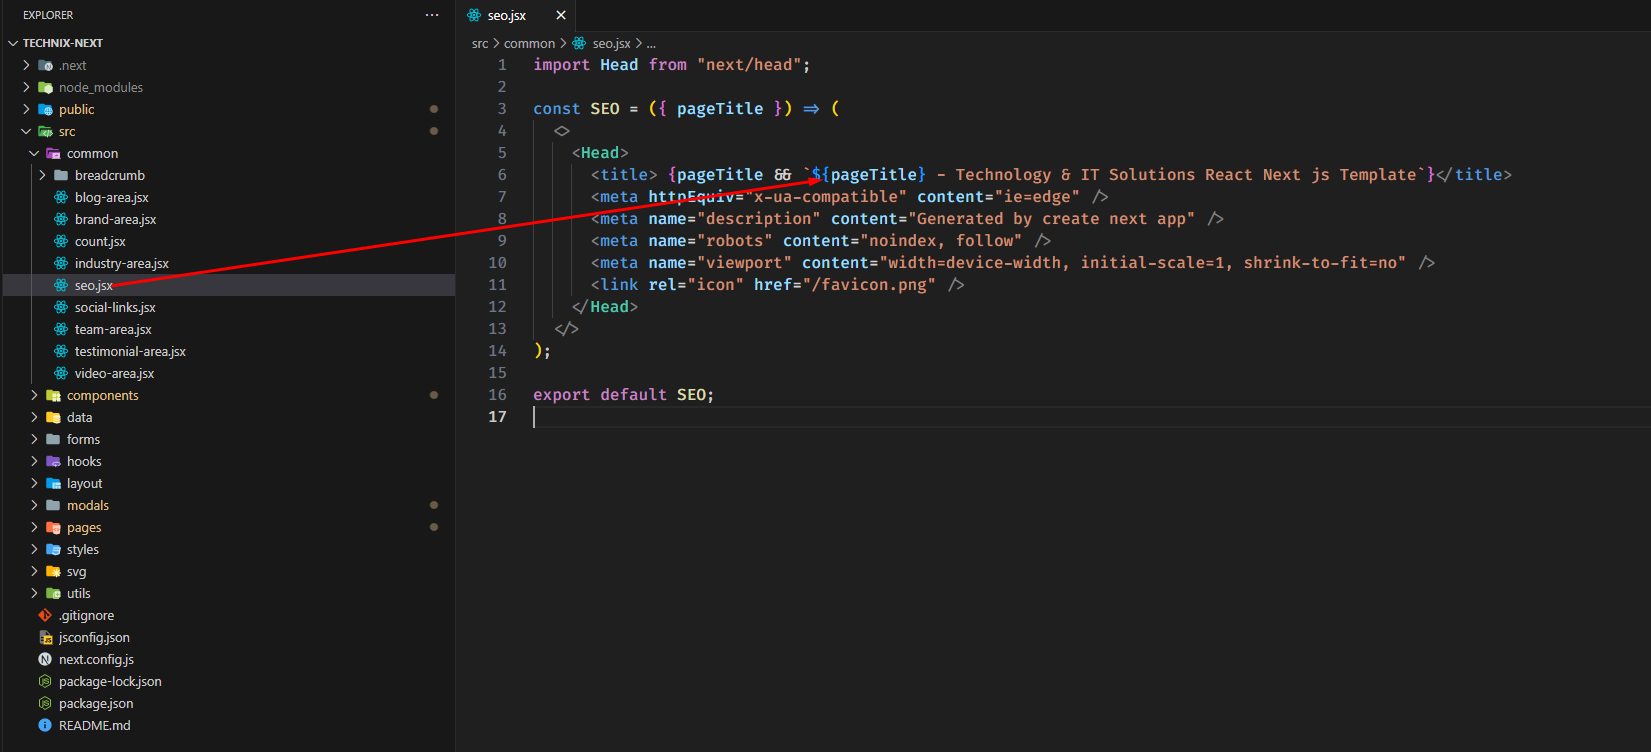 EXPLORER
···
TECHNIX-NEXT
.next
node_modules
public
src
common
breadcrumb
blog-area.jsx
brand-area.jsx
count.jsx
industry-area.jsx
seo.jsx
social-links.jsx
team-area.jsx
testimonial-area.jsx
video-area.jsx
components
data
forms
hooks
layout
modals
pages
styles
svg
utils
.gitignore
jsconfig.json
next.config.js
package-lock.json
package.json
README.md
seo.jsx ×
src > common > seo.jsx > ...
1 import Head from "next/head";
2
3 const SEO = ({ pageTitle }) => (
4 <>
5 <Head>
6 <title> {pageTitle && `${pageTitle} - Technology & IT Solutions React Next js Template`}</title>
7 <meta httpEquiv="x-ua-compatible" content="ie=edge" />
8 <meta name="description" content="Generated by create next app" />
9 <meta name="robots" content="noindex, follow" />
10 <meta name="viewport" content="width=device-width, initial-scale=1, shrink-to-fit=no" />
11 <link rel="icon" href="/favicon.png" />
12 </Head>
13 </>
14 );
15
16 export default SEO;
17